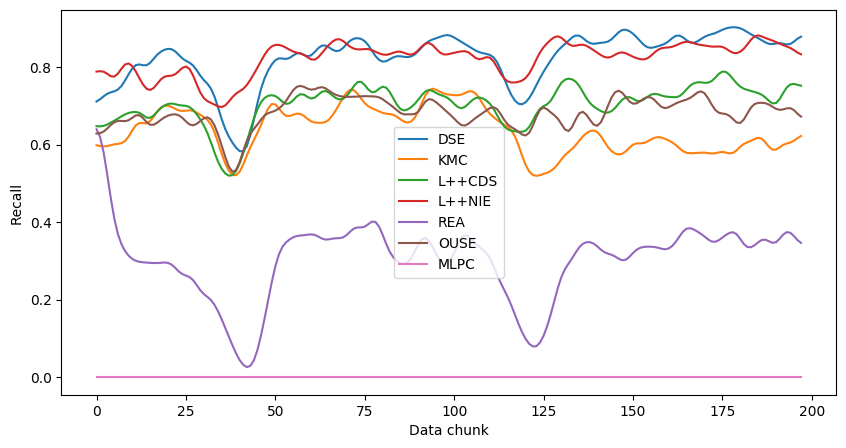 0.8
0.6
0.4
0.2
0.0
Recall
DSE
KMC
L++CDS
L++NIE
REA
OUSE
MLPC
0 25 50 75 100 125 150 175 200
Data chunk